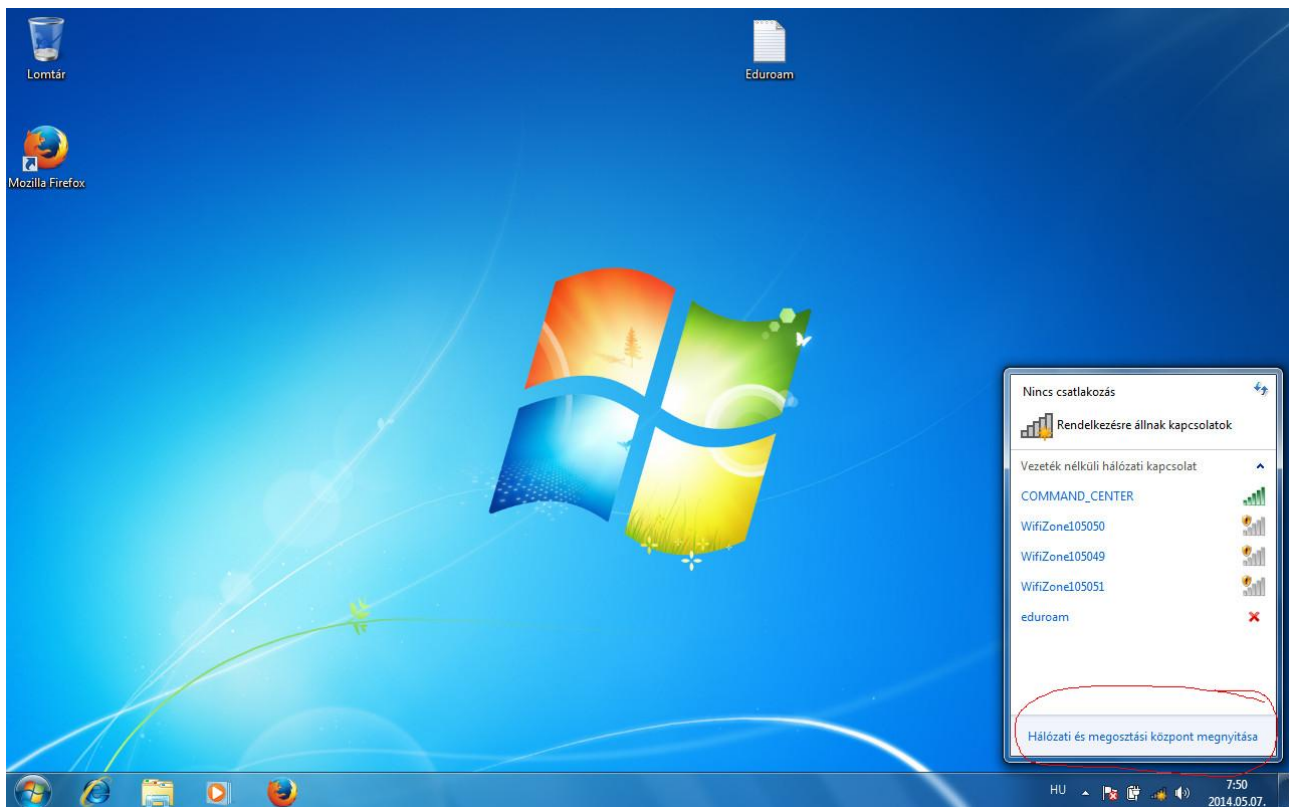 Lomtár
Eduroam
Mozilla Firefox
Nincs csatlakozás
Rendelkezésre állnak kapcsolatok
Vezeték nélküli hálózati kapcsolat
COMMAND_CENTER
WifiZone105050
WifiZone105049
WifiZone105051
eduroam
Hálózati és megosztási központ megnyitása
HU
7:50
2014.05.07.